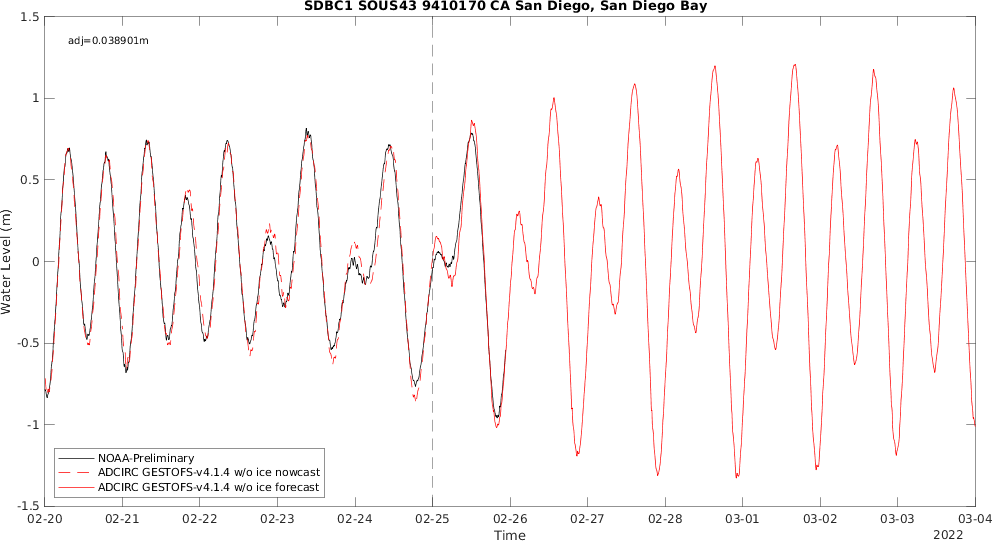 SDBC1 SOUS43 9410170 CA San Diego, San Diego Bay
adj=0.038901m
1.5
1
0.5
0
-0.5
-1
-1.5
Water Level (m)
NOAA-Preliminary
ADCIRC GESTOFS-v4.1.4 w/o ice nowcast
ADCIRC GESTOFS-v4.1.4 w/o ice forecast
02-20 02-21 02-22 02-23 02-24 02-25 02-26 02-27 02-28 03-01 03-02 03-03 03-04
Time
2022